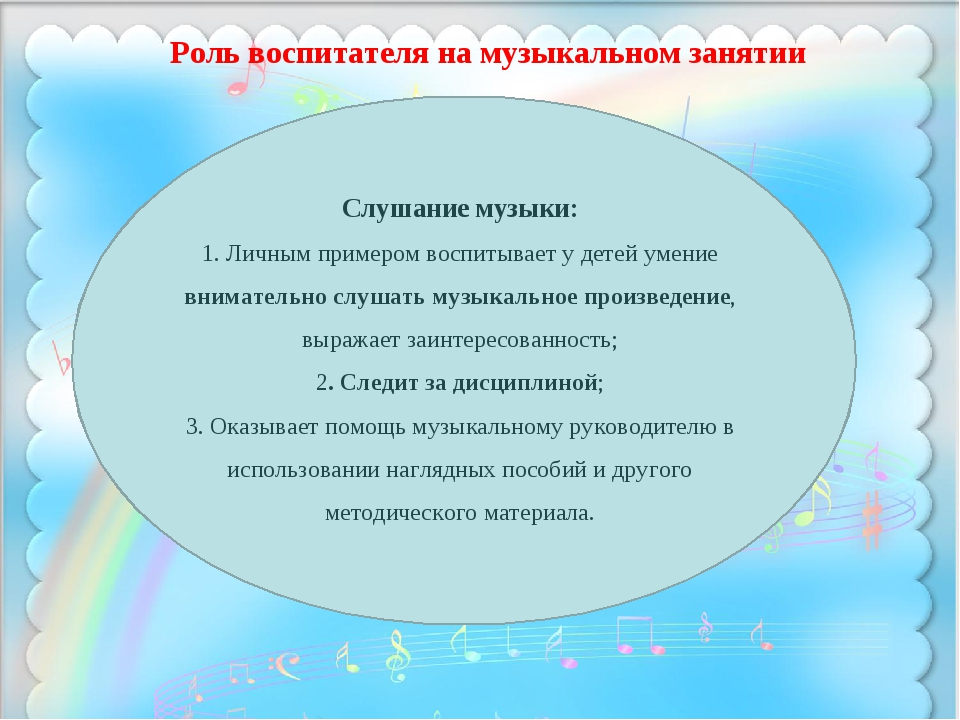 Роль воспитателя на музыкальном занятии
Слушание музыки:
1. Личным примером воспитывает у детей умение
внимательно слушать музыкальное произведение,
выражает заинтересованность;
2. Следит за дисциплиной;
3. Оказывает помощь музыкальному руководителю в
использовании наглядных пособий и другого
методического материала.